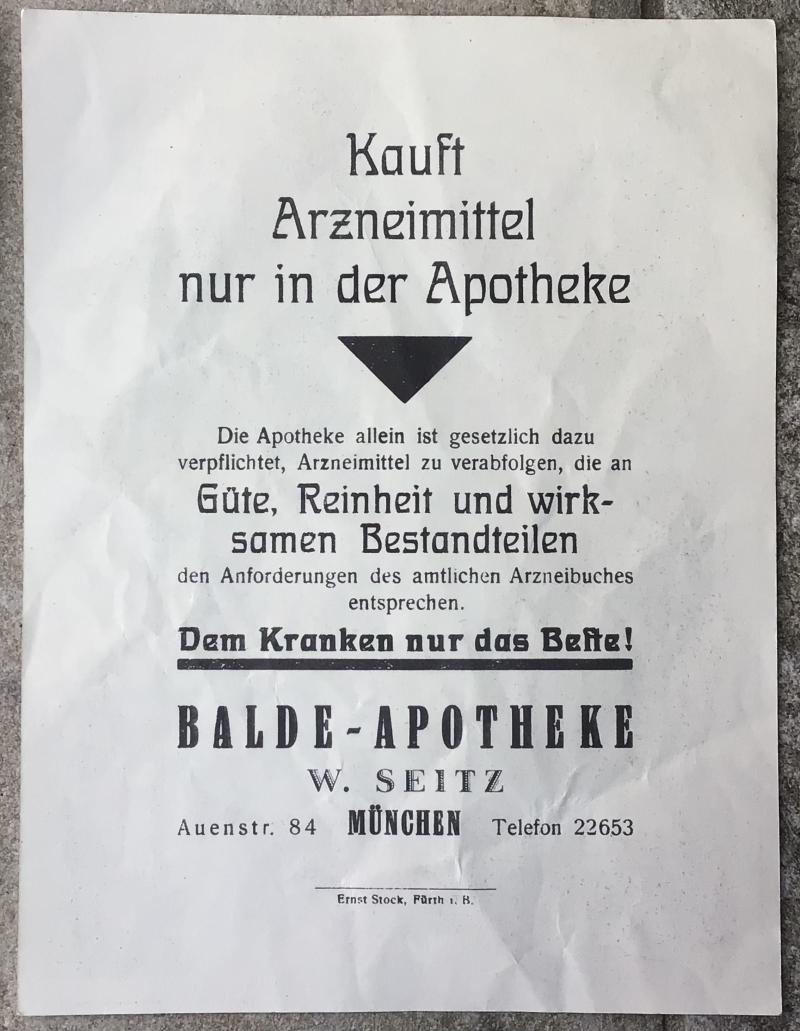 Kauft
Arzneimittel
nur in der Apotheke
Die Apotheke allein ist gesetzlich dazu
verpflichtet, Arzneimittel zu verabfolgen, die an
Güte, Reinheit und wirk-
samen Bestandteilen
den Anforderungen des amtlichen Arzneibuches
entsprechen.
Dem Kranken nur das Beſte!
BALDE-APOTHEKE
W. SEITZ
Auenstr. 84 MÜNCHEN Telefon 22653
Ernst Stock, Fürth i. B.